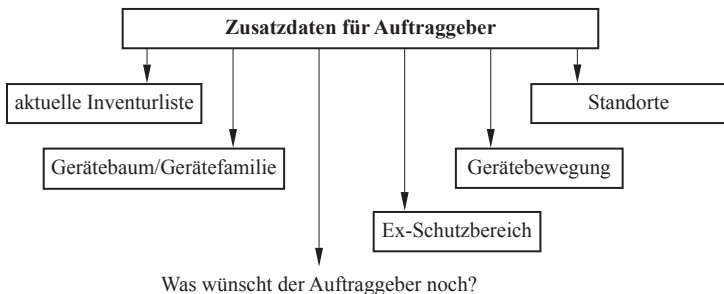 Zusatzdaten für Auftraggeber
aktuelle Inventurliste
Standorte
Gerätebaum/Gerätefamilie
Gerätebewegung
Ex-Schutzbereich
Was wünscht der Auftraggeber noch?